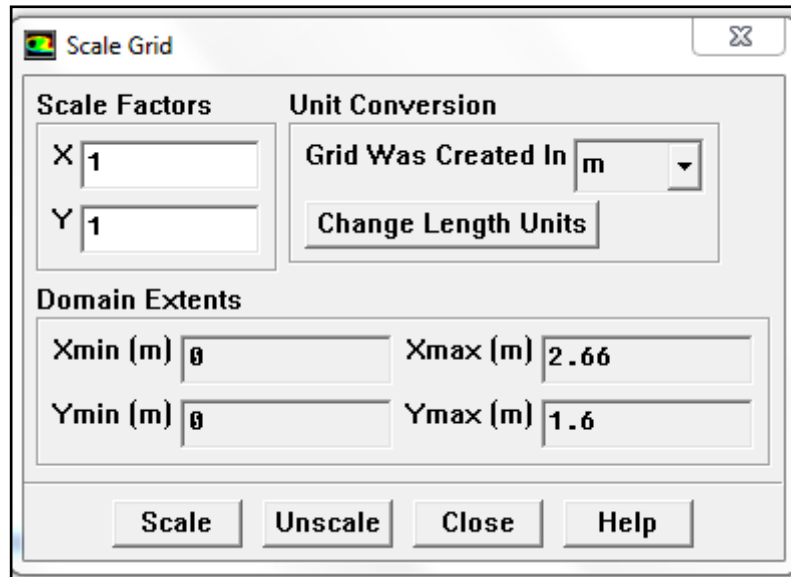 Scale Grid
Scale Factors
X 1
Y 1
Unit Conversion
Grid Was Created In m
Change Length Units
Domain Extents
Xmin (m) 0 Xmax (m) 2.66
Ymin (m) 0 Ymax (m) 1.6
Scale Unscale Close Help